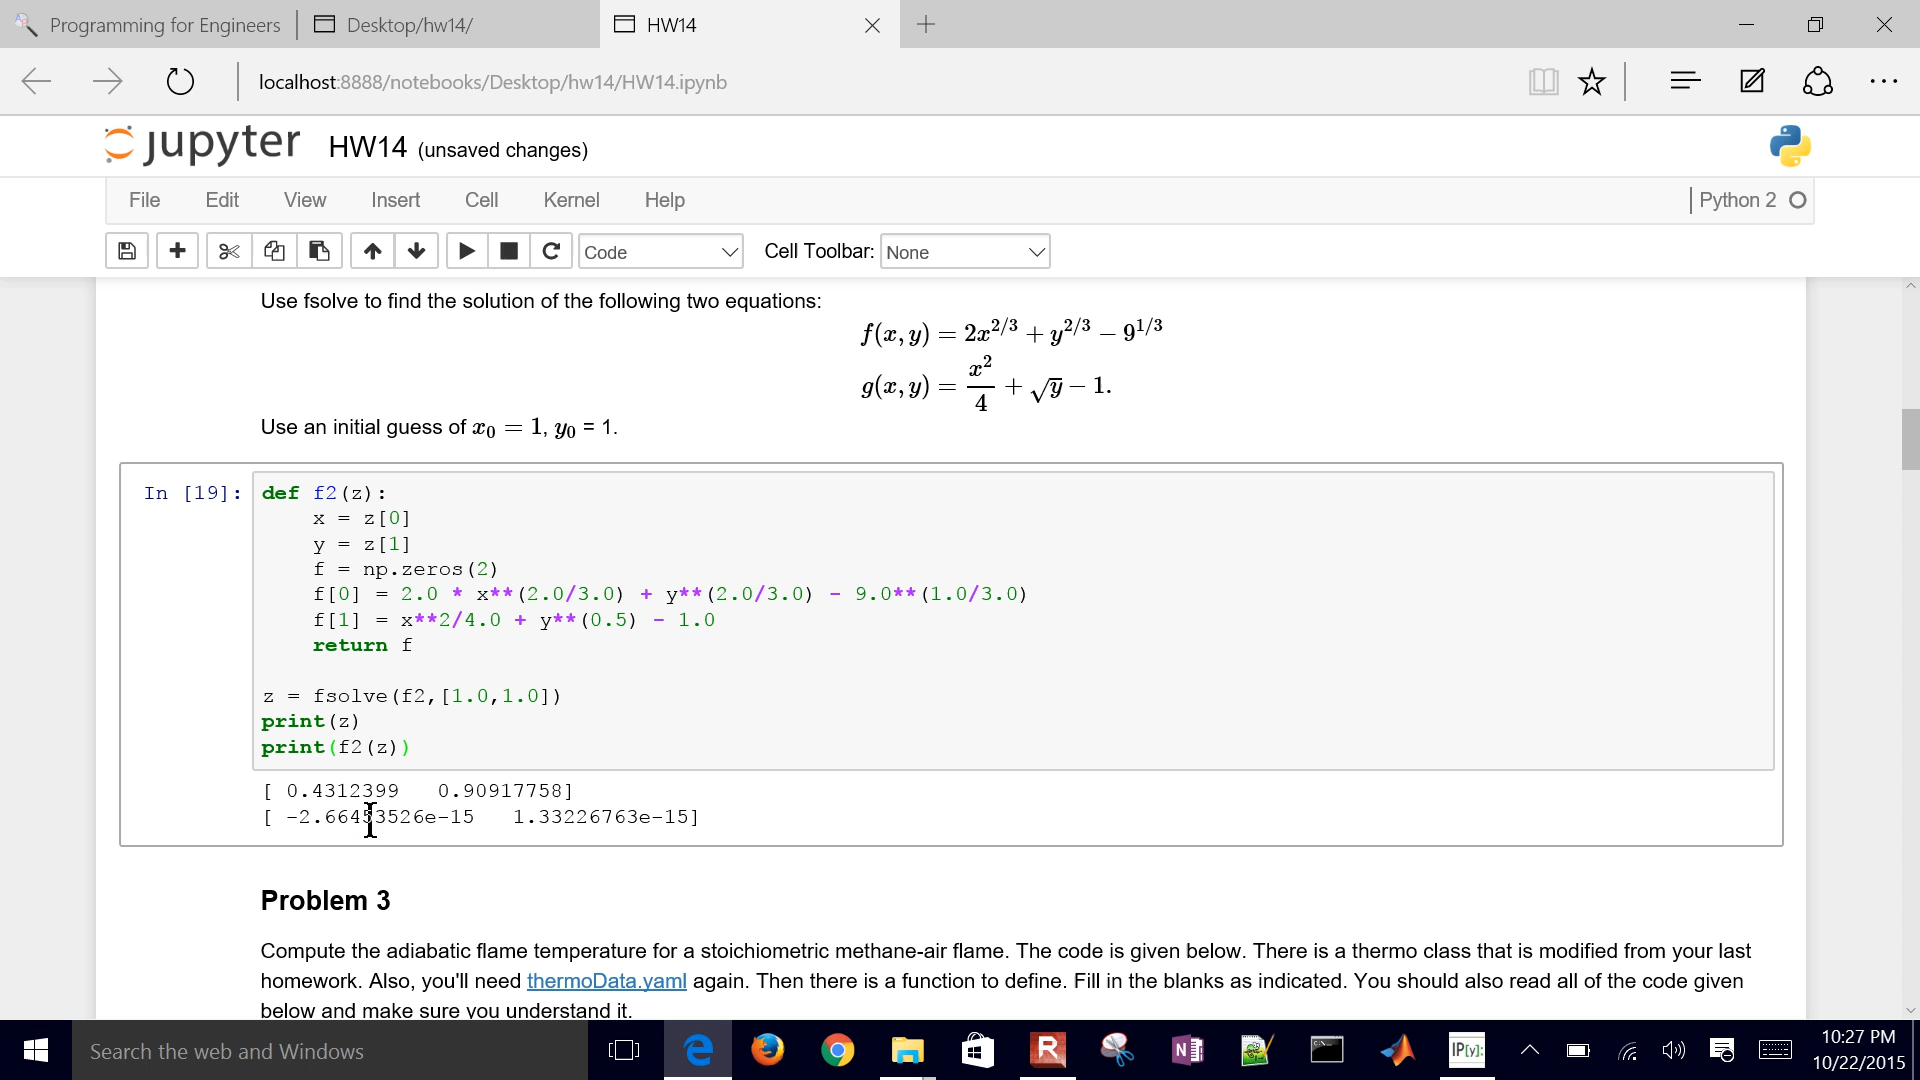 Programming for Engineers
Desktop/hw14/
HW14
localhost:8888/notebooks/Desktop/hw14/HW14.ipynb
jupyter HW14 (unsaved changes)
File Edit View Insert Cell Kernel Help
Python 2
Code
Cell Toolbar: None
Use fsolve to find the solution of the following two equations:
f(x, y) = 2x^{2/3} + y^{2/3} − 9^{1/3}
g(x, y) = x^2/4 + √y − 1.
Use an initial guess of x₀ = 1, y₀ = 1.
In [19]: def f2(z):
    x = z[0]
    y = z[1]
    f = np.zeros(2)
    f[0] = 2.0 * x**(2.0/3.0) + y**(2.0/3.0) - 9.0**(1.0/3.0)
    f[1] = x**2/4.0 + y**(0.5) - 1.0
    return f
z = fsolve(f2,[1.0,1.0])
print(z)
print(f2(z))
[ 0.4312399   0.90917758]
[ -2.66453526e-15   1.33226763e-15]
Problem 3
Compute the adiabatic flame temperature for a stoichiometric methane-air flame. The code is given below. There is a thermo class that is modified from your last
homework. Also, you'll need thermoData.yaml again. Then there is a function to define. Fill in the blanks as indicated. You should also read all of the code given
below and make sure you understand it.
Search the web and Windows
IP[y]:
10:27 PM
10/22/2015